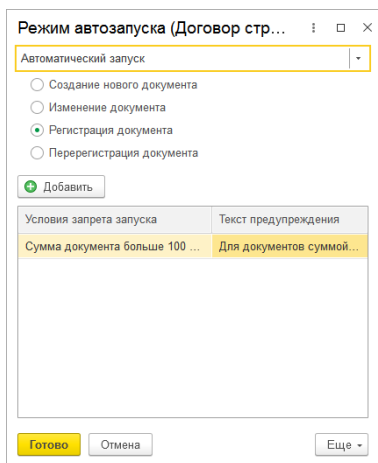 Режим автозапуска (Договор стр...
Автоматический запуск
Создание нового документа
Изменение документа
Регистрация документа
Перерегистрация документа
Добавить
Условия запрета запуска Текст предупреждения
Сумма документа больше 100 ... Для документов суммой...
Готово Отмена Еще